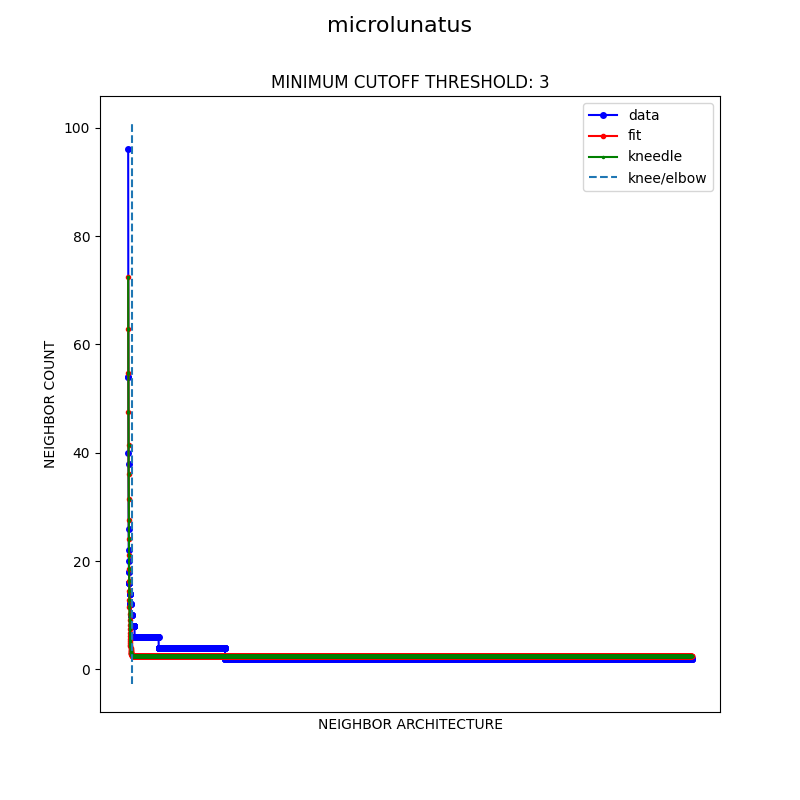 microlunatus
MINIMUM CUTOFF THRESHOLD: 3
data
fit
kneedle
knee/elbow
100
80
60
40
20
0
NEIGHBOR COUNT
NEIGHBOR ARCHITECTURE